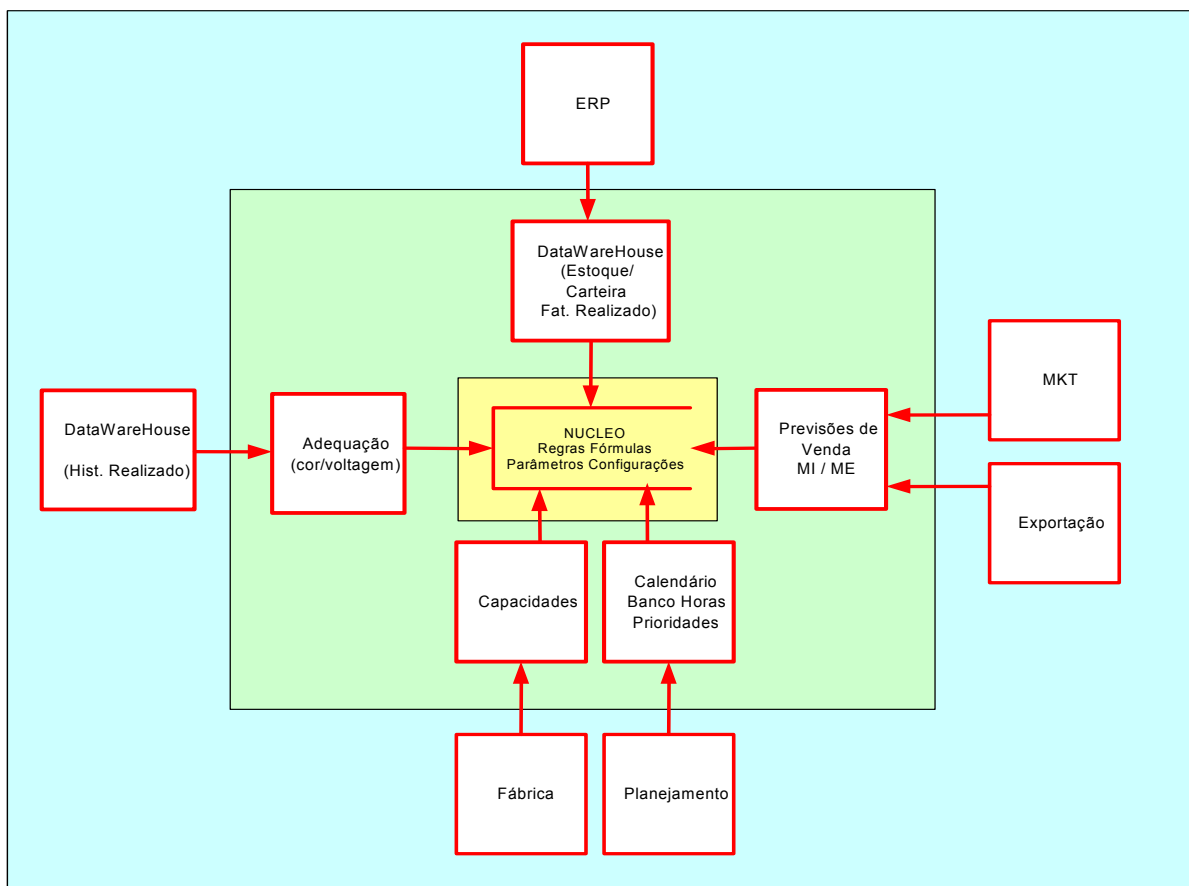 ERP
DataWareHouse
(Estoque/
Carteira
Fat. Realizado)
MKT
DataWareHouse
(Hist. Realizado)
Adequação
(cor/voltagem)
NUCLEO
Regras Fórmulas
Parâmetros Configurações
Previsões de
Venda
MI / ME
Exportação
Capacidades
Calendário
Banco Horas
Prioridades
Fábrica
Planejamento